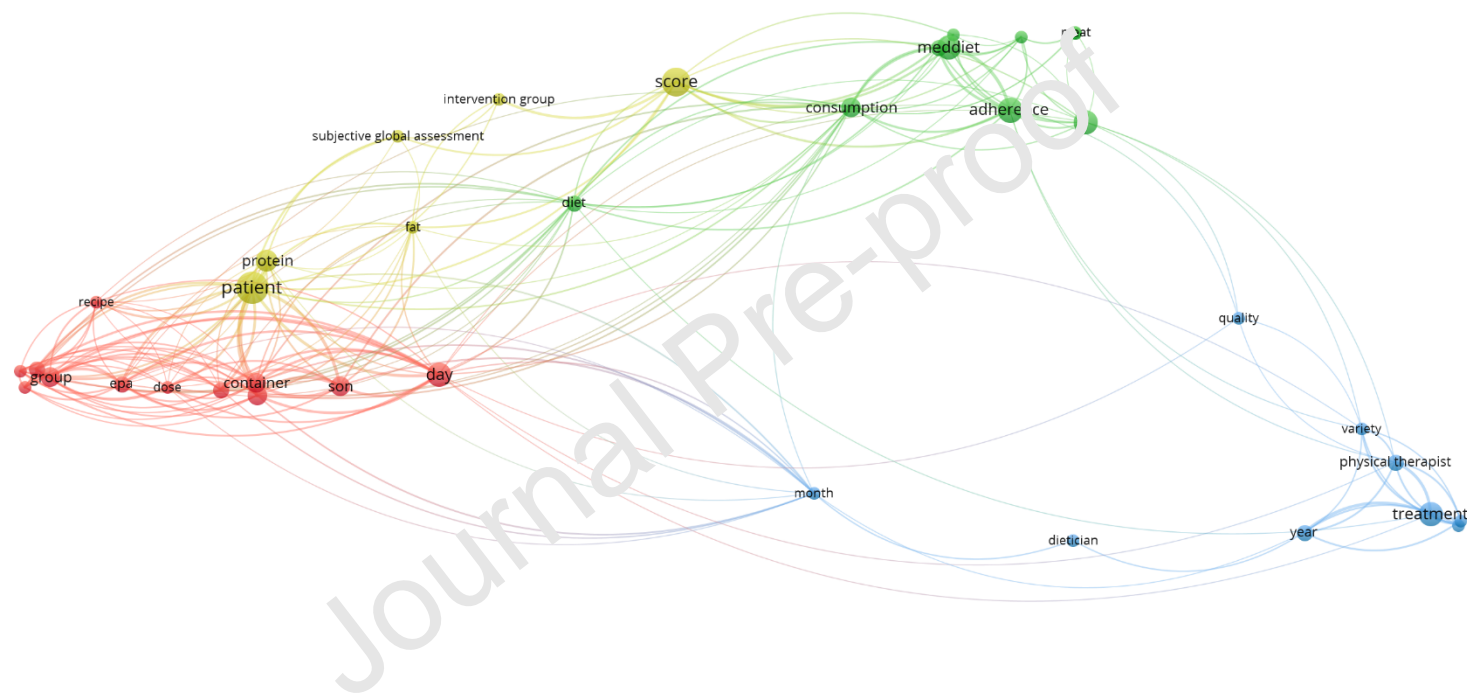 meat
meddiet
score
intervention group
consumption
adherence
subjective global assessment
diet
fat
protein
patient
recipe
quality
group
epa
dose
container
son
day
variety
physical therapist
month
treatment
year
dietician
Journal Pre-proof